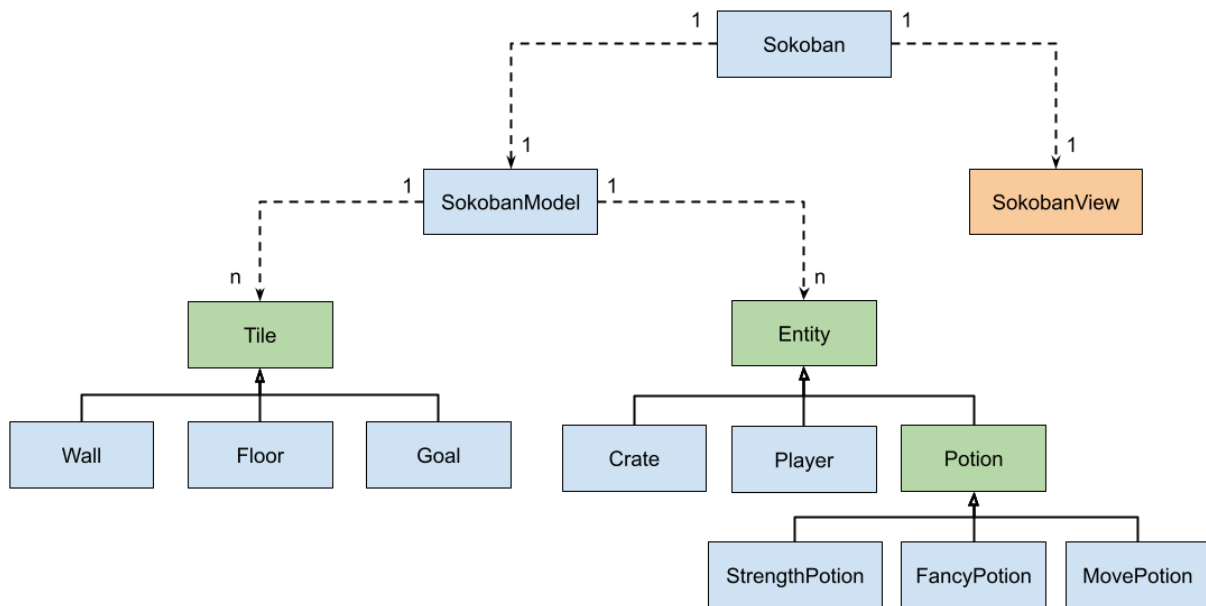 1
1
Sokoban
1
1
1
1
SokobanModel
SokobanView
n
n
Tile
Entity
Wall
Floor
Goal
Crate
Player
Potion
StrengthPotion
FancyPotion
MovePotion